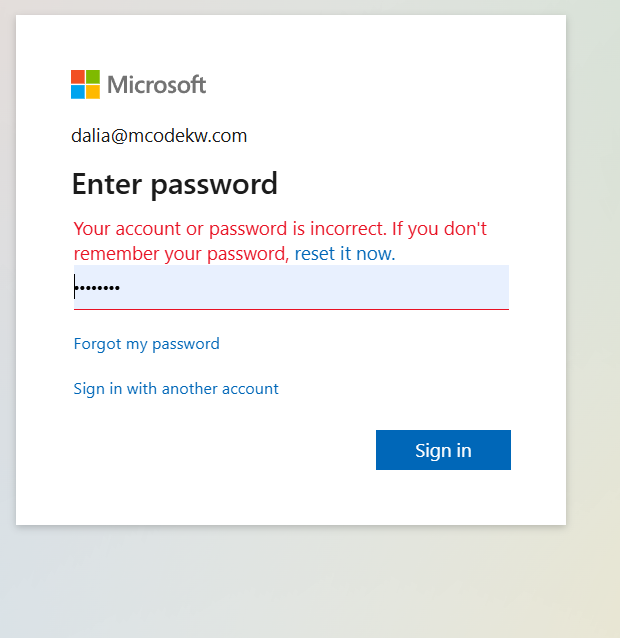 Microsoft
dalia@mcodekw.com
Enter password
Your account or password is incorrect. If you don't
remember your password, reset it now.
••••••••
Forgot my password
Sign in with another account
Sign in